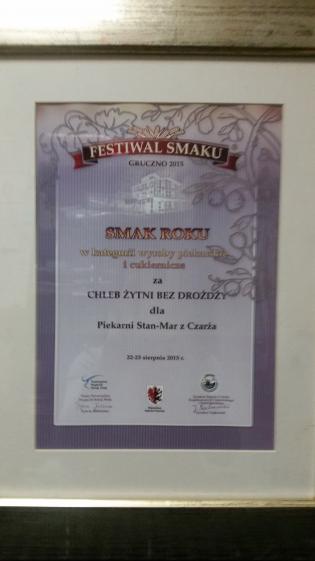 FESTIWAL SMAKU
GRUCZNO 2015
SMAK ROKU
w kategorii wyroby piekarskie
i cukiernicze
za
CHLEB ŻYTNI BEZ DROŻDŻY
dla
Piekarni Stan-Mar z Czarża
22-23 sierpnia 2015 r.